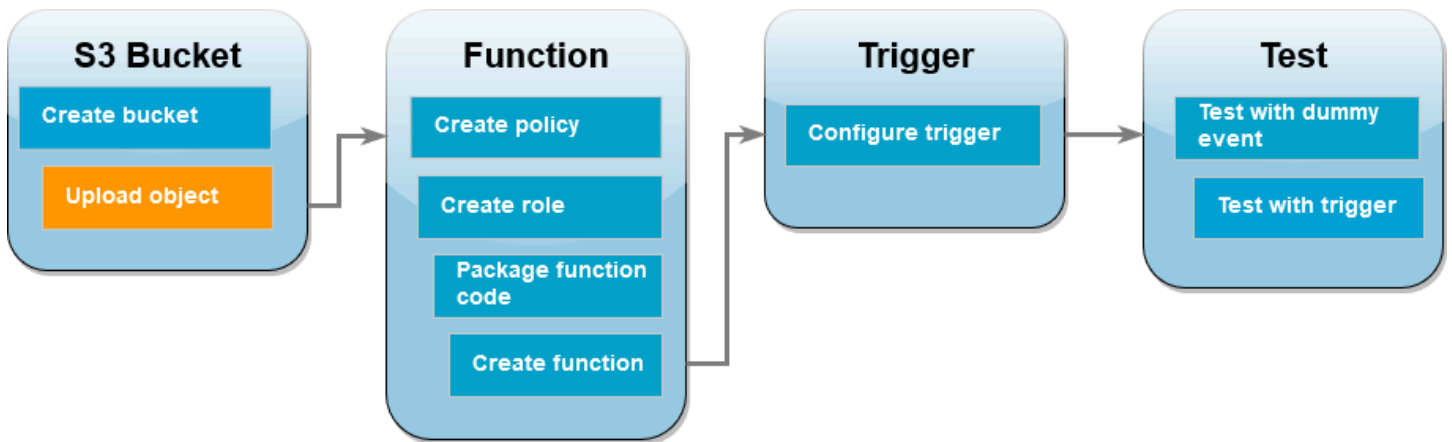 S3 Bucket
Create bucket
Upload object
Function
Create policy
Create role
Package function
code
Create function
Trigger
Configure trigger
Test
Test with dummy
event
Test with trigger